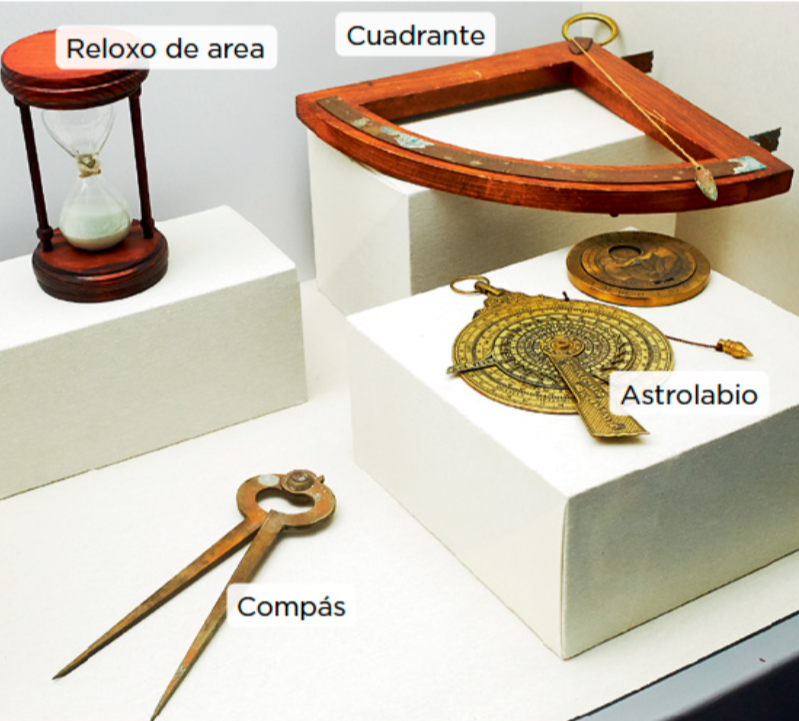 Reloxo de area
Cuadrante
Astrolabio
Compás